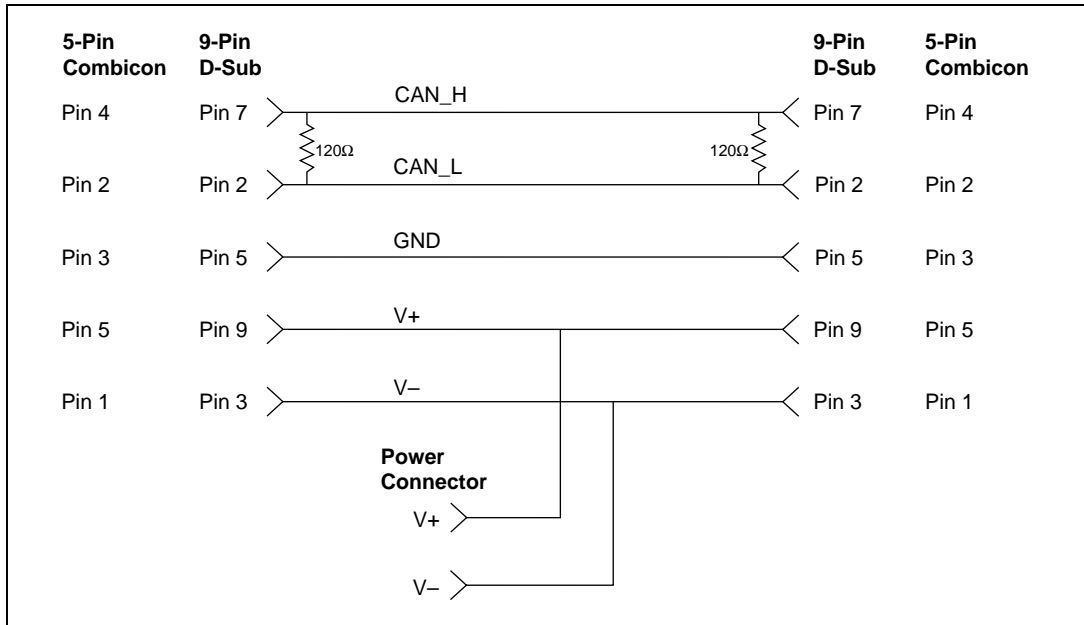 5-Pin Combicon
9-Pin D-Sub
9-Pin D-Sub
5-Pin Combicon
Pin 4 Pin 7 CAN_H Pin 7 Pin 4
120Ω 120Ω
Pin 2 Pin 2 CAN_L Pin 2 Pin 2
Pin 3 Pin 5 GND Pin 5 Pin 3
Pin 5 Pin 9 V+ Pin 9 Pin 5
Pin 1 Pin 3 V– Pin 3 Pin 1
Power
Connector
V+
V–